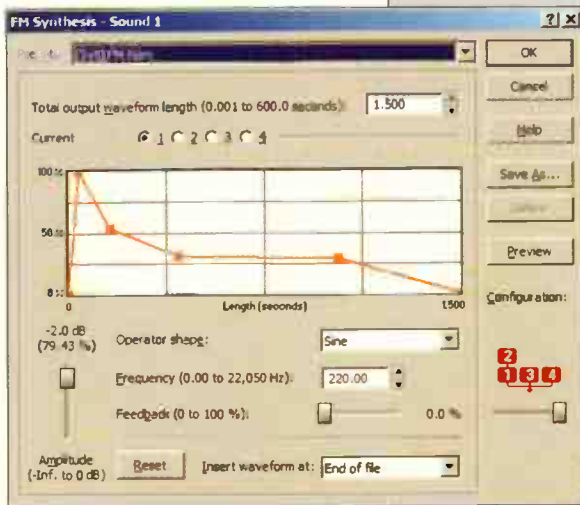 FM Synthesis - Sound 1
OK
Total output waveform length (0.001 to 600.0 seconds): 1.500
Cancel
Current 1 2 3 4
Help
100 %
Save As...
50 %
Preview
0 %
0 Length (seconds) 1.500
Configuration:
-2.0 dB
(79.43 %)
Operator shape: Sine
2
1 3 4
Frequency (0.00 to 22,050 Hz): 220.00
Feedback (0 to 100 %): 0.0 %
Amplitude
(-Inf. to 0 dB)
Reset Insert waveform at: End of file